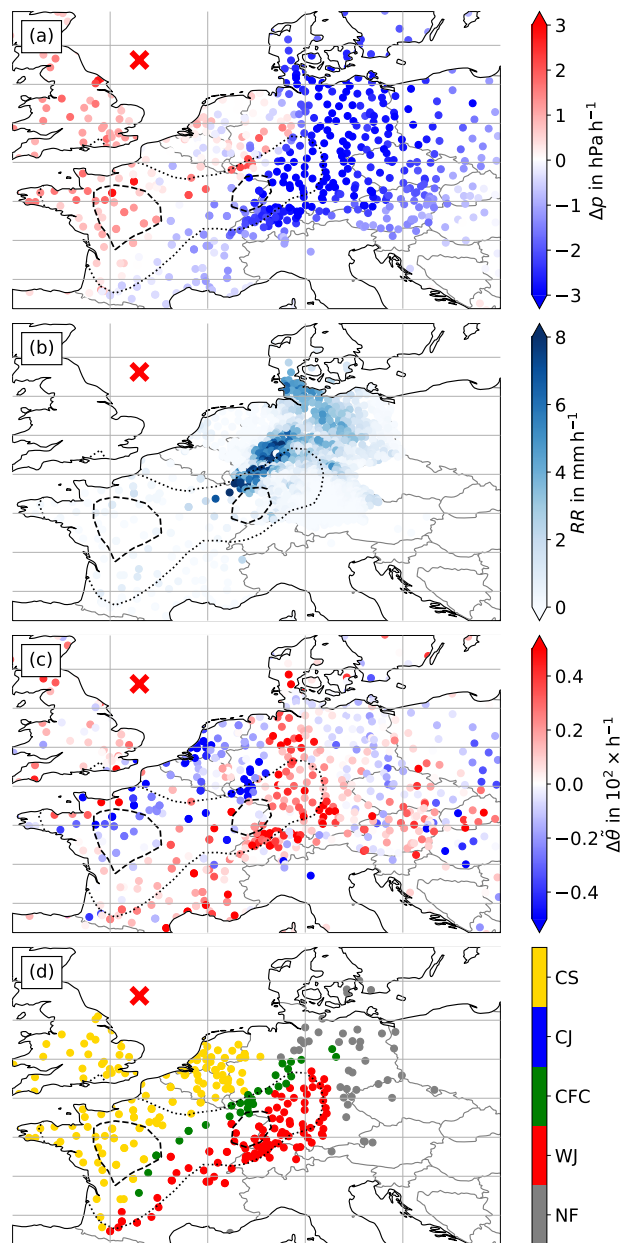 (a)
3
2
1
0
−1
−2
−3
Δp in hPa h⁻¹
(b)
8
6
4
2
0
RR in mm h⁻¹
(c)
0.4
0.2
0.0
−0.2
−0.4
Δθ̃ in 10² × h⁻¹
(d)
CS
CJ
CFC
WJ
NF